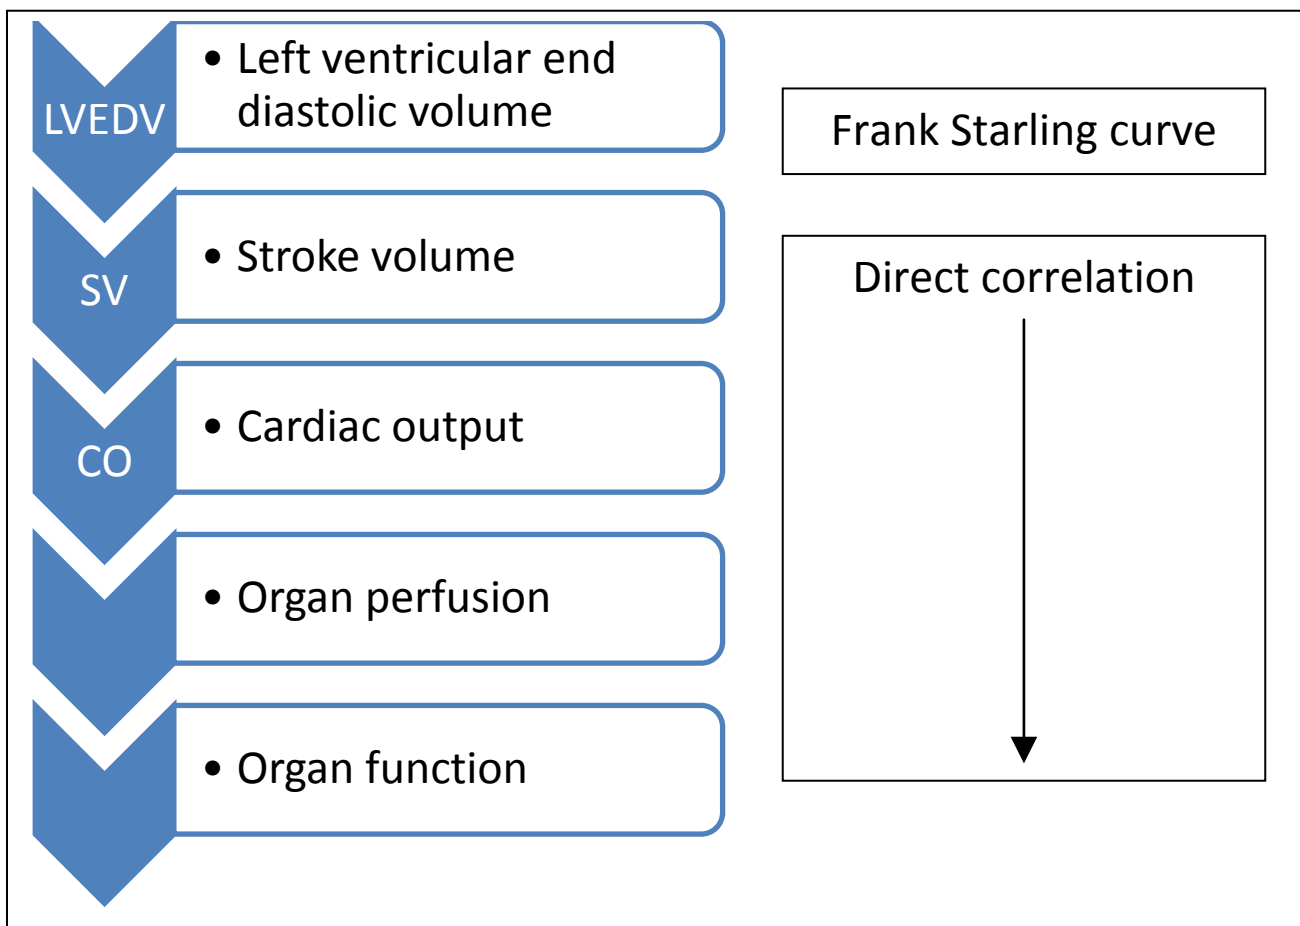 LVEDV
• Left ventricular end
diastolic volume
Frank Starling curve
SV
• Stroke volume
Direct correlation
CO
• Cardiac output
• Organ perfusion
• Organ function